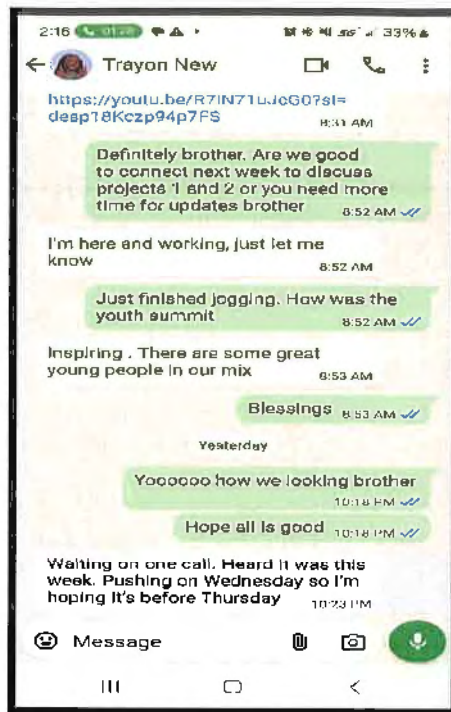 2:16 33%
Trayon New
https://youtu.be/
8:31 AM
Definitely brother. Are we good
to connect next week to discuss
projects 1 and 2 or you need more
time for updates brother
8:52 AM
I'm here and working, just let me
know
8:52 AM
Just finished jogging. How was the
youth summit
8:52 AM
Inspiring . There are some great
young people in our mix
8:53 AM
Blessings 8:53 AM
Yesterday
Yoooooo how we looking brother
10:18 PM
Hope all is good 10:18 PM
Waiting on one call. Heard it was this
week. Pushing on Wednesday so I'm
hoping it's before Thursday 10:23 PM
Message